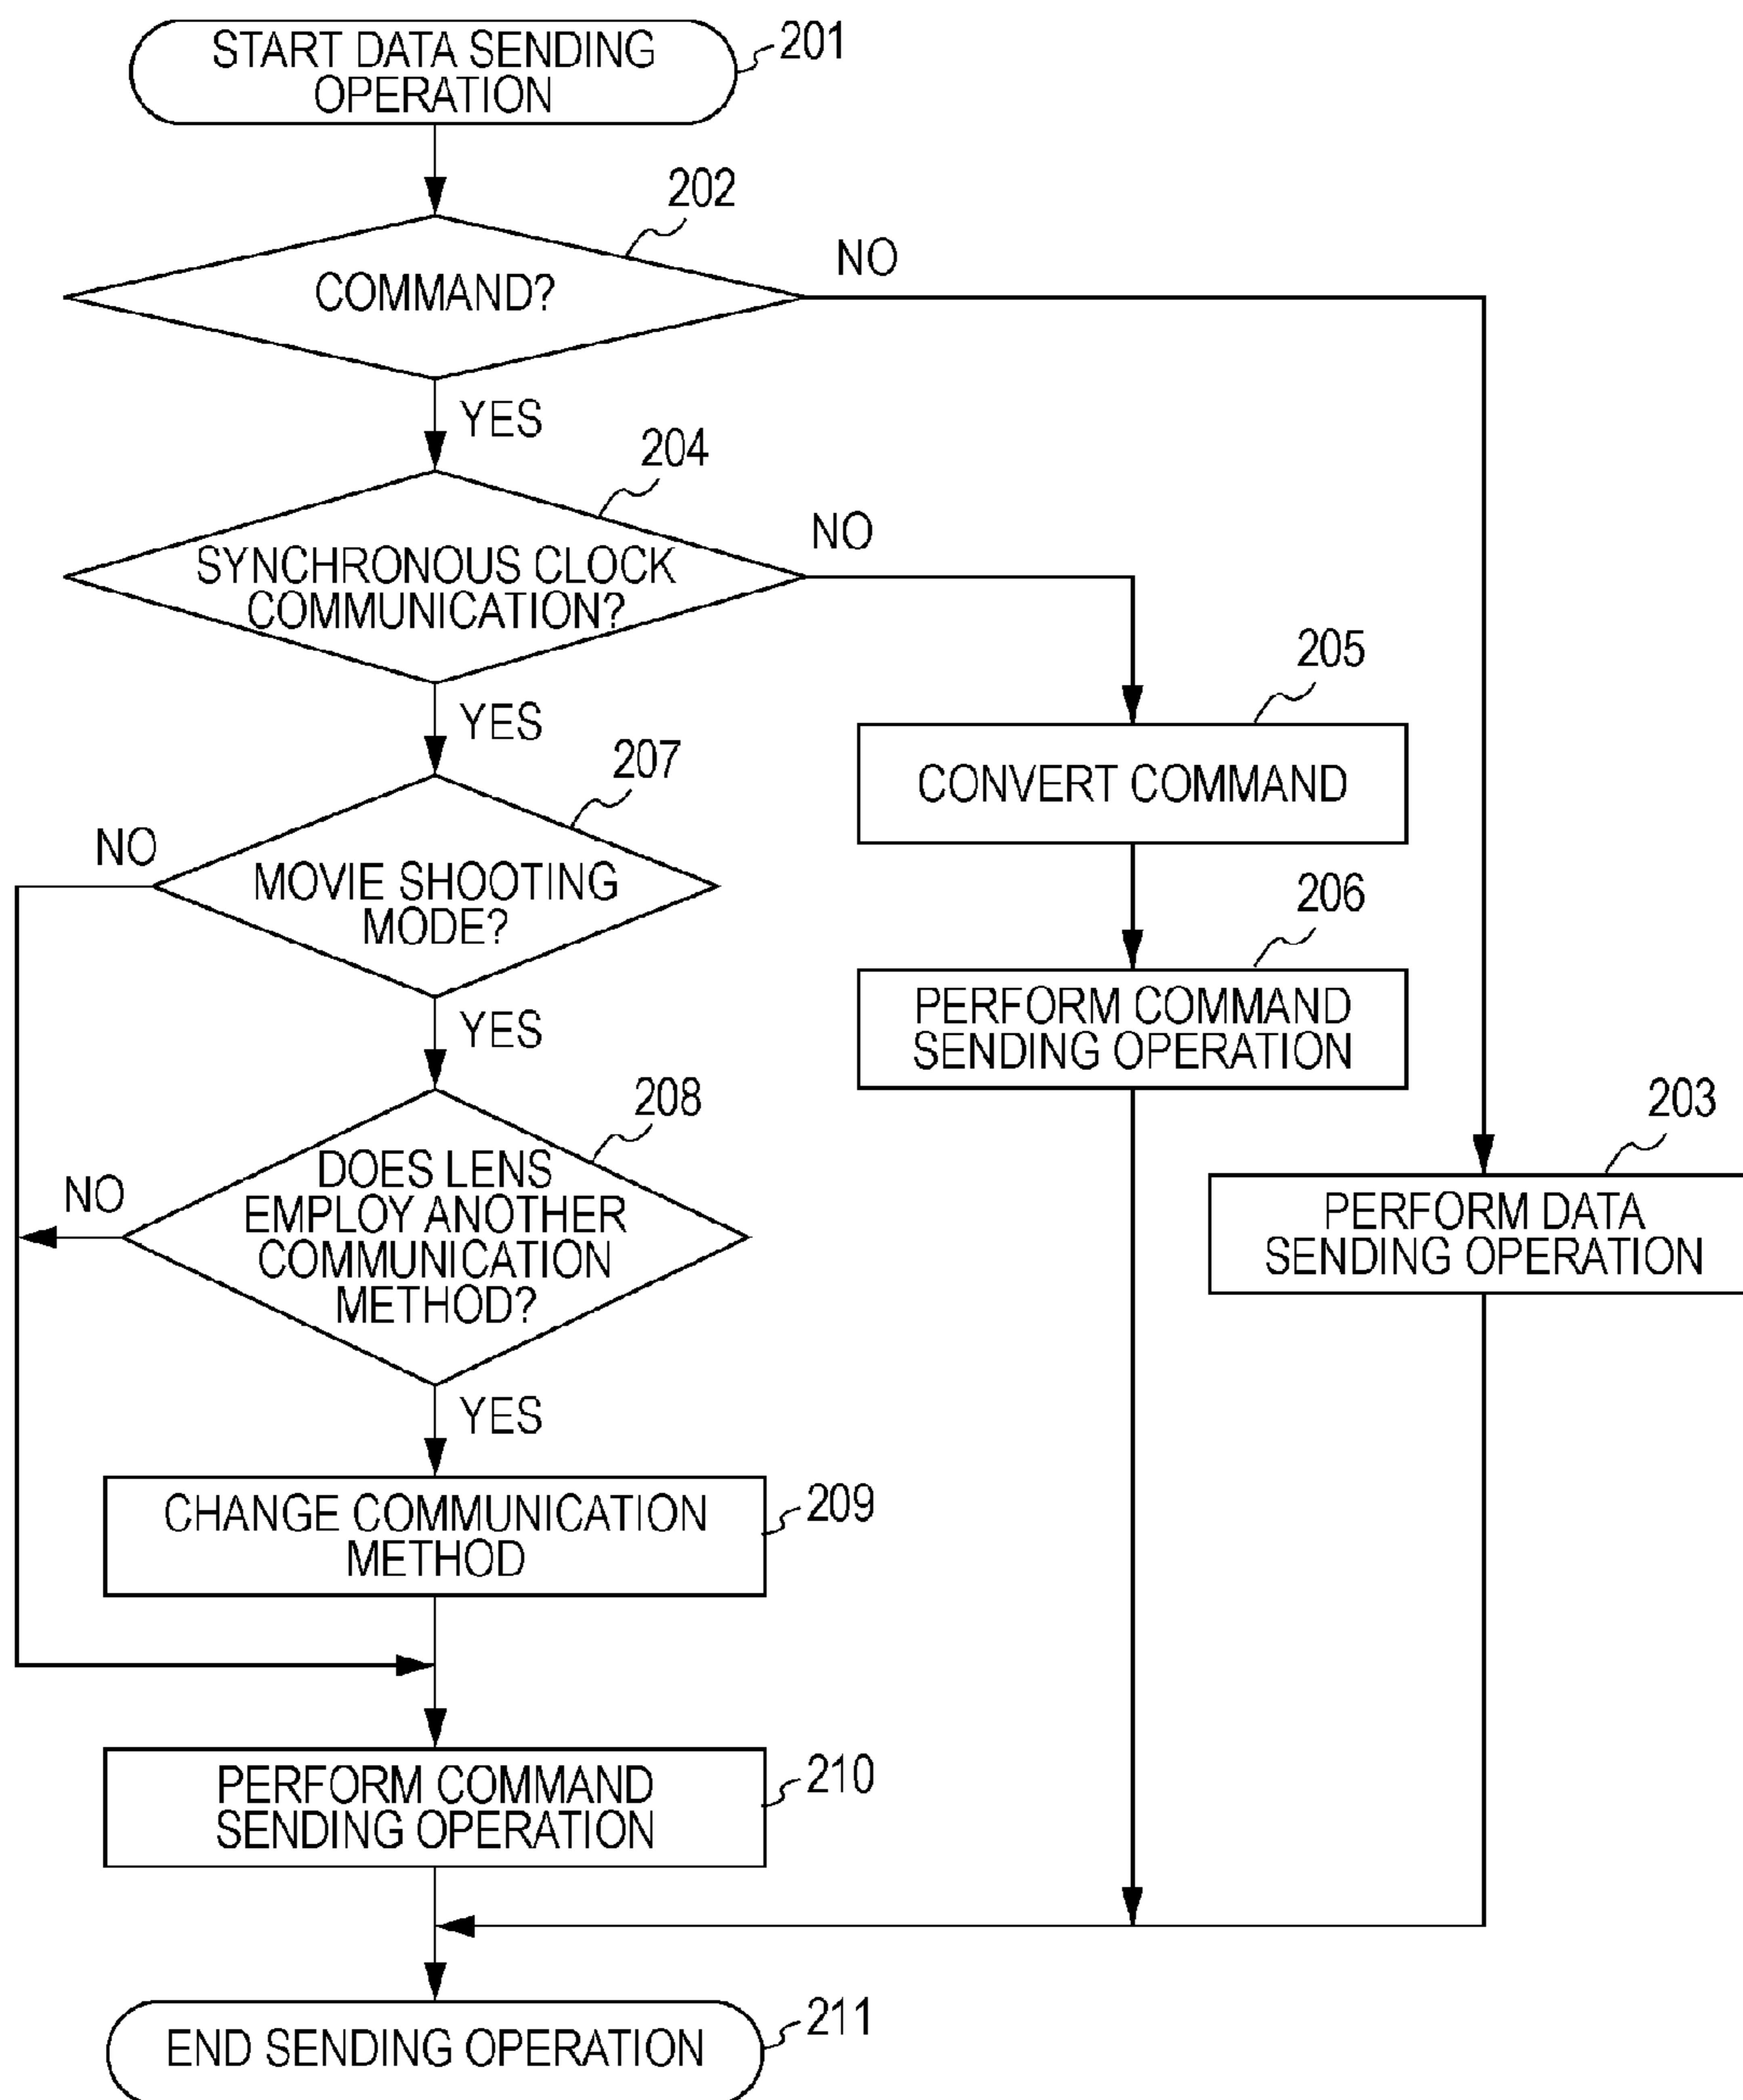 START DATA SENDING
OPERATION
201
202
COMMAND?
NO
YES
204
SYNCHRONOUS CLOCK
COMMUNICATION?
NO
YES
205
CONVERT COMMAND
207
MOVIE SHOOTING
MODE?
NO
YES
206
PERFORM COMMAND
SENDING OPERATION
208
DOES LENS
EMPLOY ANOTHER
COMMUNICATION
METHOD?
NO
YES
203
PERFORM DATA
SENDING OPERATION
CHANGE COMMUNICATION
METHOD
209
PERFORM COMMAND
SENDING OPERATION
210
END SENDING OPERATION
211